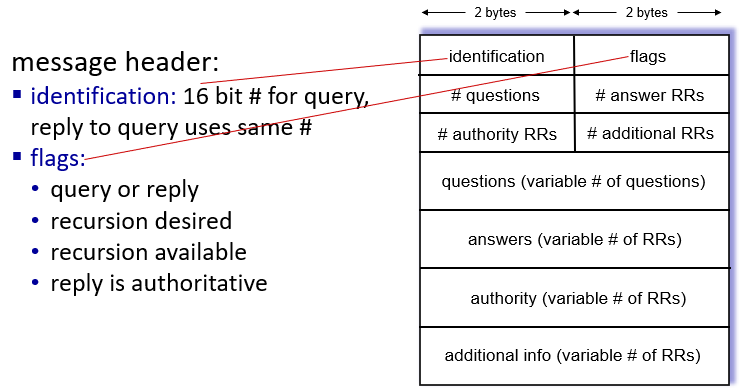 2 bytes 2 bytes
message header:
identification: 16 bit # for query,
reply to query uses same #
flags:
• query or reply
• recursion desired
• recursion available
• reply is authoritative
identification flags
# questions # answer RRs
# authority RRs # additional RRs
questions (variable # of questions)
answers (variable # of RRs)
authority (variable # of RRs)
additional info (variable # of RRs)